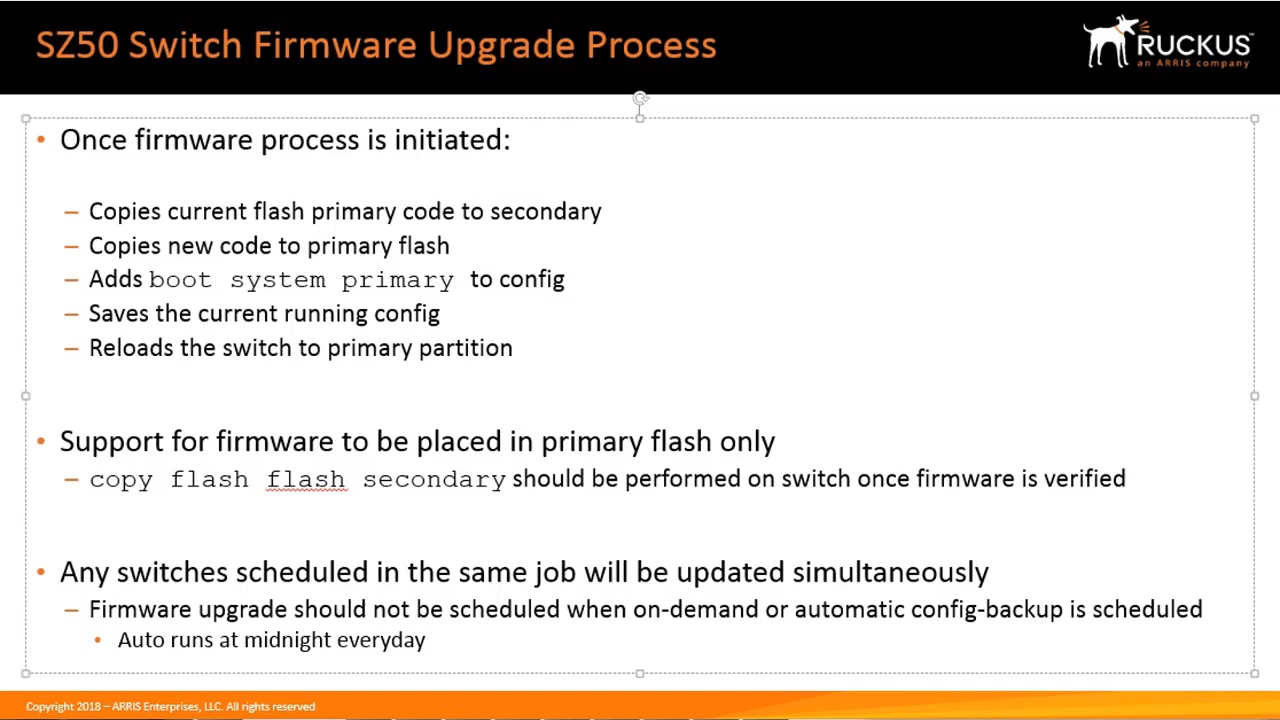 SZ50 Switch Firmware Upgrade Process
RUCKUS™
an ARRIS company
• Once firmware process is initiated:
– Copies current flash primary code to secondary
– Copies new code to primary flash
– Adds boot system primary to config
– Saves the current running config
– Reloads the switch to primary partition
• Support for firmware to be placed in primary flash only
– copy flash flash secondary should be performed on switch once firmware is verified
• Any switches scheduled in the same job will be updated simultaneously
– Firmware upgrade should not be scheduled when on-demand or automatic config-backup is scheduled
• Auto runs at midnight everyday
Copyright 2018 – ARRIS Enterprises, LLC. All rights reserved